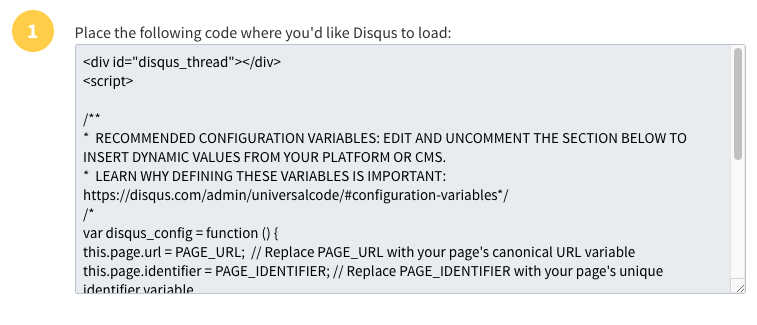 1
Place the following code where you'd like Disqus to load:
<div id="disqus_thread"></div>
<script>
/**
*  RECOMMENDED CONFIGURATION VARIABLES: EDIT AND UNCOMMENT THE SECTION BELOW TO
INSERT DYNAMIC VALUES FROM YOUR PLATFORM OR CMS.
*  LEARN WHY DEFINING THESE VARIABLES IS IMPORTANT:
https://disqus.com/admin/universalcode/#configuration-variables*/
/*
var disqus_config = function () {
this.page.url = PAGE_URL;  // Replace PAGE_URL with your page's canonical URL variable
this.page.identifier = PAGE_IDENTIFIER; // Replace PAGE_IDENTIFIER with your page's unique
identifier variable